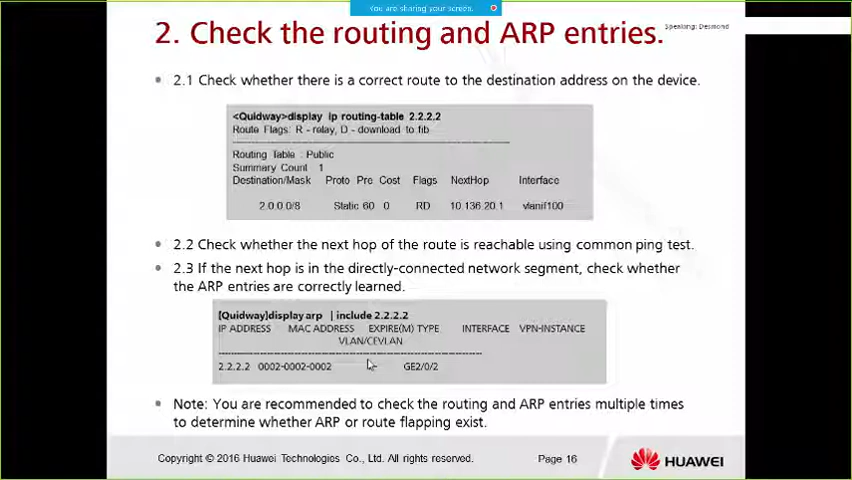 You are sharing your screen.
Speaking: Desmond
2. Check the routing and ARP entries.
2.1 Check whether there is a correct route to the destination address on the device.
<Quidway>display ip routing-table 2.2.2.2
Route Flags: R - relay, D - download to fib
Routing Table : Public
Summary Count 1
Destination/Mask Proto Pre Cost Flags NextHop Interface
2.0.0.0/8 Static 60 0 RD 10.136.20.1 vlanif100
2.2 Check whether the next hop of the route is reachable using common ping test.
2.3 If the next hop is in the directly-connected network segment, check whether
the ARP entries are correctly learned.
[Quidway]display arp | include 2.2.2.2
IP ADDRESS MAC ADDRESS EXPIRE(M) TYPE INTERFACE VPN-INSTANCE
VLAN/CEVLAN
2.2.2.2 0002-0002-0002 GE2/0/2
Note: You are recommended to check the routing and ARP entries multiple times
to determine whether ARP or route flapping exist.
Copyright © 2016 Huawei Technologies Co., Ltd. All rights reserved.
Page 16
HUAWEI